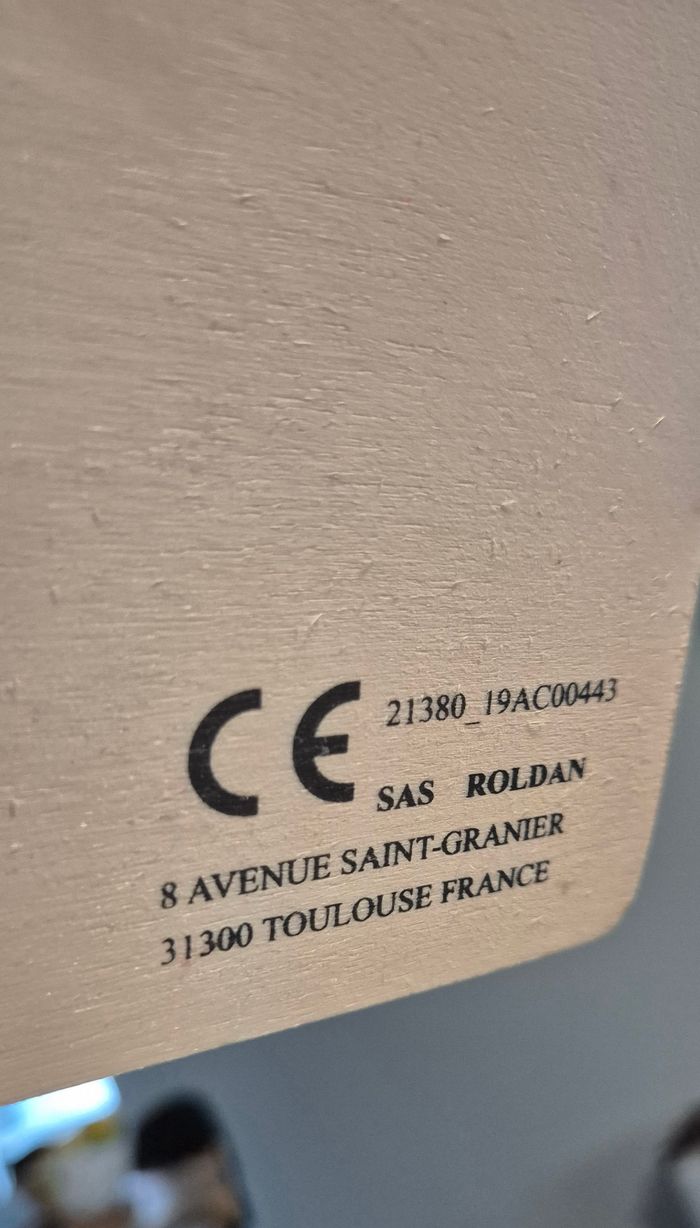 CE 21380_19AC00443
SAS ROLDAN
8 AVENUE SAINT-GRANIER
31300 TOULOUSE FRANCE